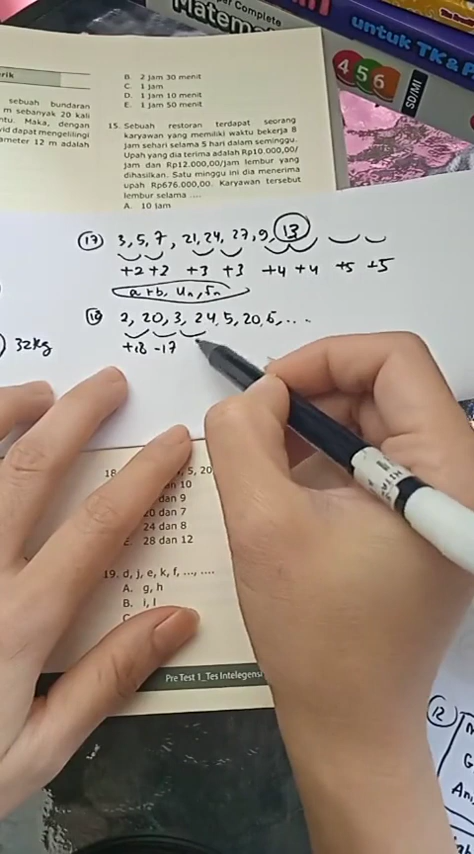 Complete
Matem
untuk TK & P
4 5 6
SD/MI
rik
sebuah bundaran
m sebanyak 20 kali
ntu. Maka, dengan
vid dapat mengelilingi
ameter 12 m adalah
B. 2 jam 30 menit
C. 1 jam
D. 1 jam 10 menit
E. 1 jam 50 menit
15. Sebuah restoran terdapat seorang
karyawan yang memiliki waktu bekerja 8
jam sehari selama 5 hari dalam seminggu.
Upah yang dia terima adalah Rp10.000,00/
jam dan Rp12.000,00/jam lembur yang
dihasilkan. Satu minggu ini dia menerima
upah Rp676.000,00. Karyawan tersebut
lembur selama ....
A. 10 jam
17 3, 5, 7, 21, 24, 27, 9, 13
+2 +2 +3 +3 +4 +4 +5 +5
a+b, Un, Sn
18 2, 20, 3, 24, 5, 20, 6, ...
+18 -17
32kg
18
, 5, 20
n 10
dan 9
20 dan 7
24 dan 8
E. 28 dan 12
19. d, j, e, k, f, ..., ....
A. g, h
B. i, l
Pre Test 1_Tes Intelegensi
12
G
An